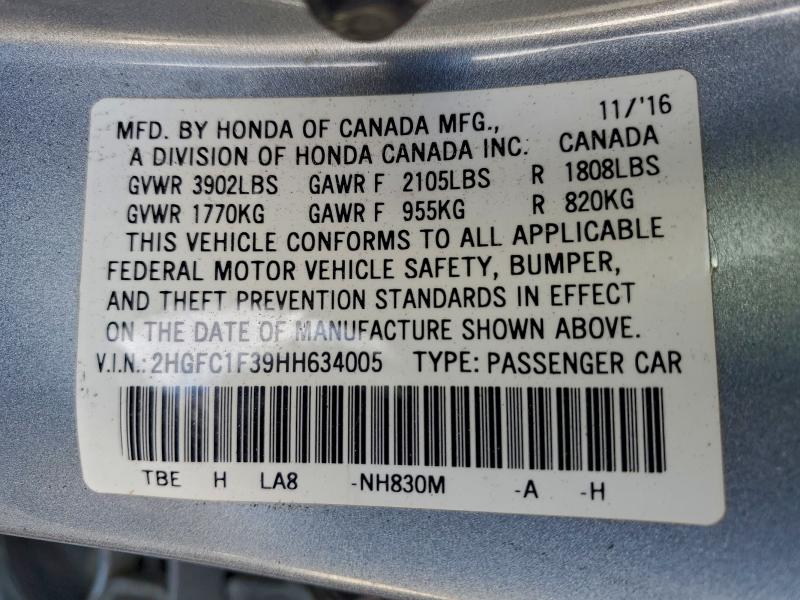 11/'16
MFD. BY HONDA OF CANADA MFG.,
A DIVISION OF HONDA CANADA INC. CANADA
GVWR 3902LBS GAWR F 2105LBS R 1808LBS
GVWR 1770KG GAWR F 955KG R 820KG
THIS VEHICLE CONFORMS TO ALL APPLICABLE
FEDERAL MOTOR VEHICLE SAFETY, BUMPER,
AND THEFT PREVENTION STANDARDS IN EFFECT
ON THE DATE OF MANUFACTURE SHOWN ABOVE.
V.I.N.: 2HGFC1F39HH634005 TYPE: PASSENGER CAR
TBE H LA8 -NH830M -A -H